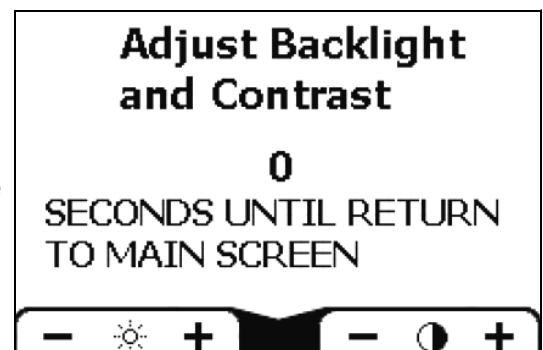 Adjust Backlight
and Contrast
0
SECONDS UNTIL RETURN
TO MAIN SCREEN
− + − +